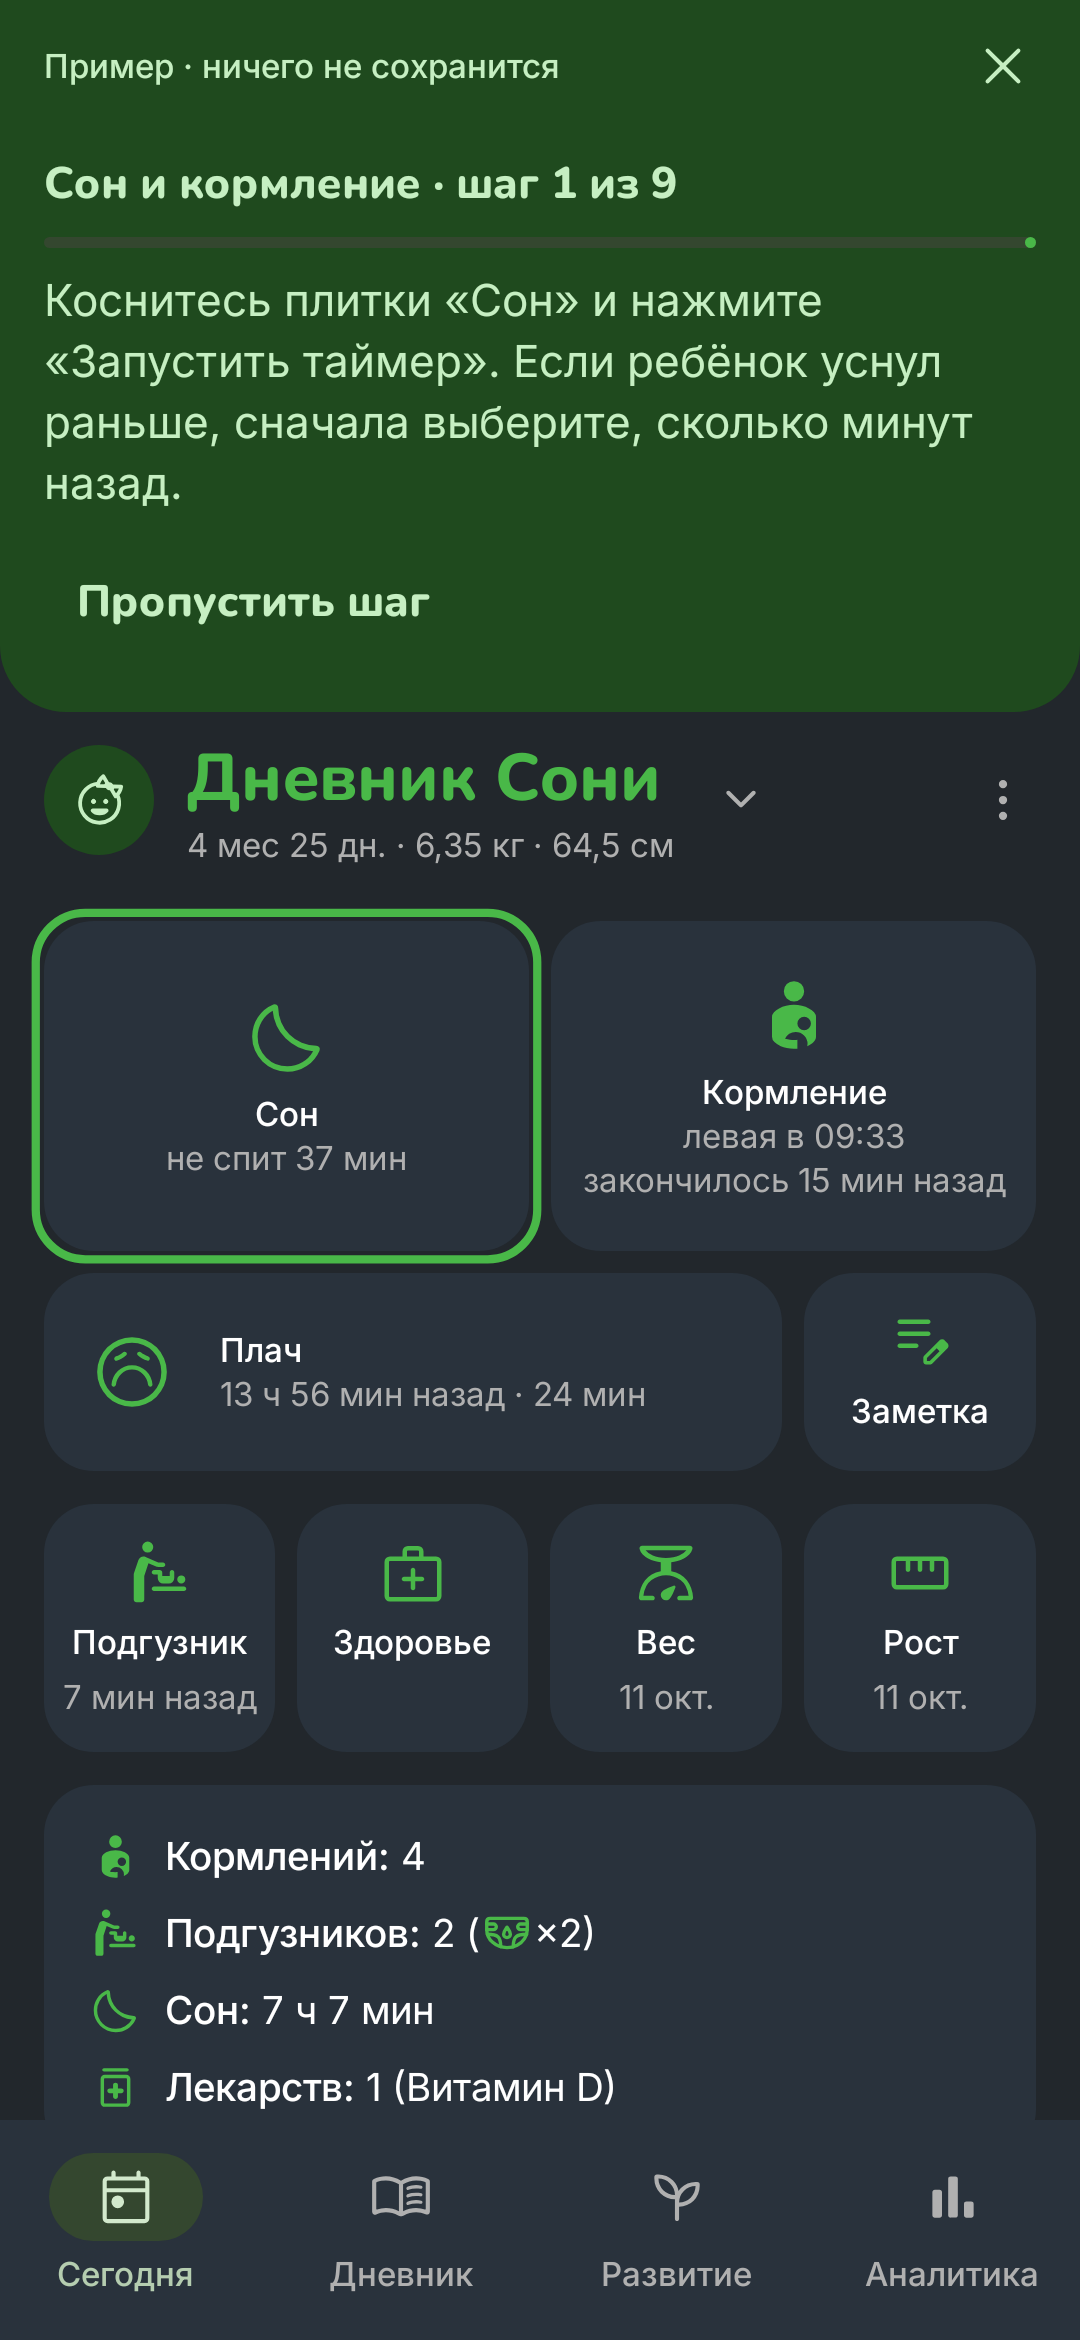 Пример · ничего не сохранится
Сон и кормление · шаг 1 из 9
Коснитесь плитки «Сон» и нажмите
«Запустить таймер». Если ребёнок уснул
раньше, сначала выберите, сколько минут
назад.
Пропустить шаг
Дневник Сони
4 мес 25 дн. · 6,35 кг · 64,5 см
Сон
не спит 37 мин
Кормление
левая в 09:33
закончилось 15 мин назад
Плач
13 ч 56 мин назад · 24 мин
Заметка
Подгузник
7 мин назад
Здоровье
Вес
11 окт.
Рост
11 окт.
Кормлений: 4
Подгузников: 2 (×2)
Сон: 7 ч 7 мин
Лекарств: 1 (Витамин D)
Сегодня
Дневник
Развитие
Аналитика